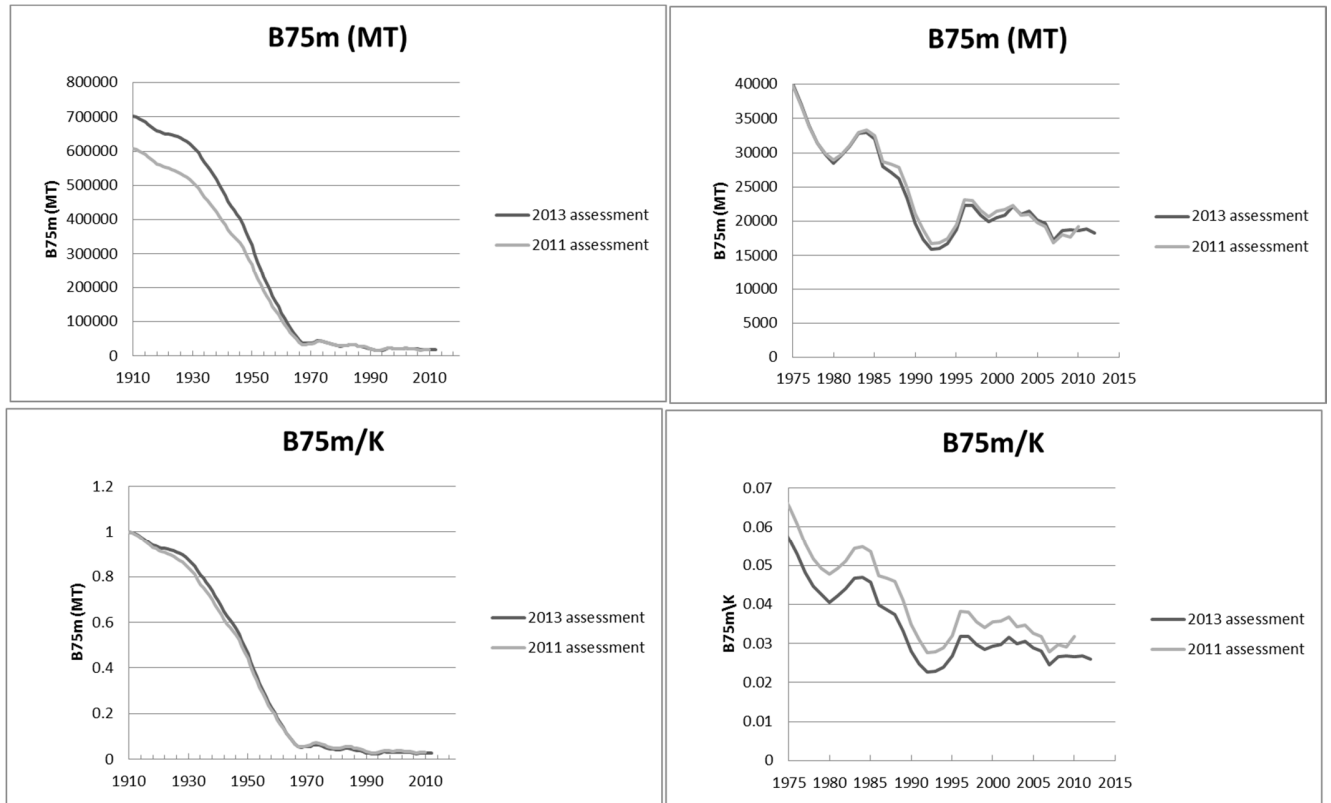 B75m (MT)
800000
700000
600000
500000
400000
300000
200000
100000
0
B75m (MT)
1910 1930 1950 1970 1990 2010
2013 assessment
2011 assessment
B75m (MT)
40000
35000
30000
25000
20000
15000
10000
5000
0
B75m (MT)
1975 1980 1985 1990 1995 2000 2005 2010 2015
2013 assessment
2011 assessment
B75m/K
1.2
1
0.8
0.6
0.4
0.2
0
B75m (MT)
1910 1930 1950 1970 1990 2010
2013 assessment
2011 assessment
B75m/K
0.07
0.06
0.05
0.04
0.03
0.02
0.01
0
B75m\K
1975 1980 1985 1990 1995 2000 2005 2010 2015
2013 assessment
2011 assessment